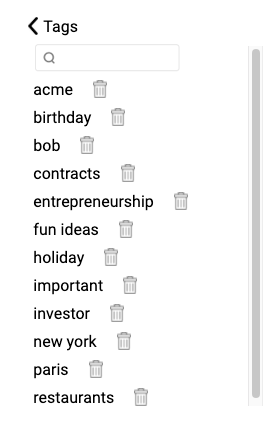 Tags
acme
birthday
bob
contracts
entrepreneurship
fun ideas
holiday
important
investor
new york
paris
restaurants